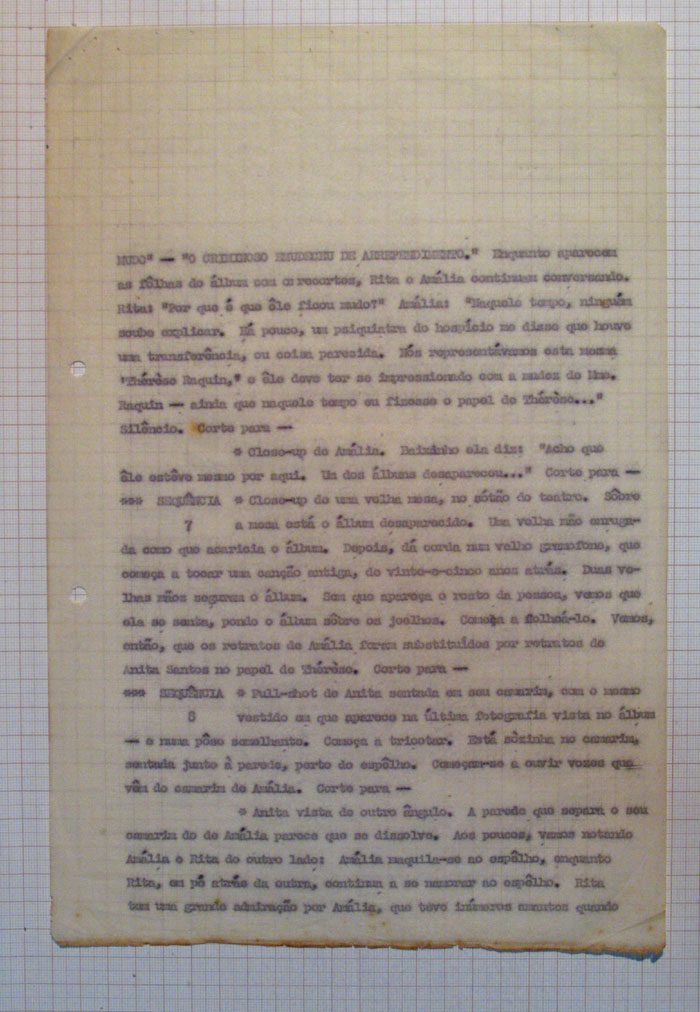 MUDO" — "O CRIMINOSO EMUDECEU DE ARREPENDIMENTO."  Enquanto aparecem
as fôlhas do álbum com os recortes, Rita e Amália continuam conversando.
Rita: "Por que é que êle ficou mudo?"  Amália: "Naquele tempo, ninguém
soube explicar.  Há pouco, um psiquiatra do hospício me disse que houve
uma transferência, ou coisa parecida.  Nós representávamos esta mesma
'Thérèse Raquin,' e êle deve ter se impressionado com a mudez de Mme.
Raquin — ainda que naquele tempo eu fizesse o papel de Thérèse..."
Silêncio.  Corte para —
* Close-up de Amália.  Baixinho ela diz:  "Acho que
êle estêve mesmo por aqui.  Um dos álbuns desapareceu..."  Corte para —
*** SEQUÊNCIA * Close-up de uma velha mesa, no sótão do teatro.  Sôbre
7 a mesa está o álbum desaparecido.  Uma velha mão enruga-
da como que acaricia o álbum.  Depois, dá corda num velho gramofone, que
começa a tocar uma canção antiga, de vinte-e-cinco anos atrás.  Duas ve-
lhas mãos seguram o álbum.  Sem que apareça o rosto da pessoa, vemos que
ela se senta, pondo o álbum sôbre os joelhos.  Começa a folheá-lo.  Vemos,
então, que os retratos de Amália foram substituídos por retratos de
Anita Santos no papel de Thérèse.  Corte para —
*** SEQUÊNCIA * Full-shot de Anita sentada em seu camarim, com o mesmo
8 vestido em que aparece na última fotografia vista no álbum
— e numa pôse semelhante.  Começa a tricotar.  Está sòzinha no camarim,
sentada junto à parede, perto do espêlho.  Começam-se a ouvir vozes que
vêm do camarim de Amália.  Corte para —
* Anita vista de outro ângulo.  A parede que separa o seu
camarim do de Amália parece que se dissolve.  Aos poucos, vamos notando
Amália e Rita do outro lado:  Amália maquila-se ao espêlho, enquanto
Rita, em pé atrás da outra, continua a se namorar ao espêlho.  Rita
tem uma grande admiração por Amália, que teve inúmeros amantes quando